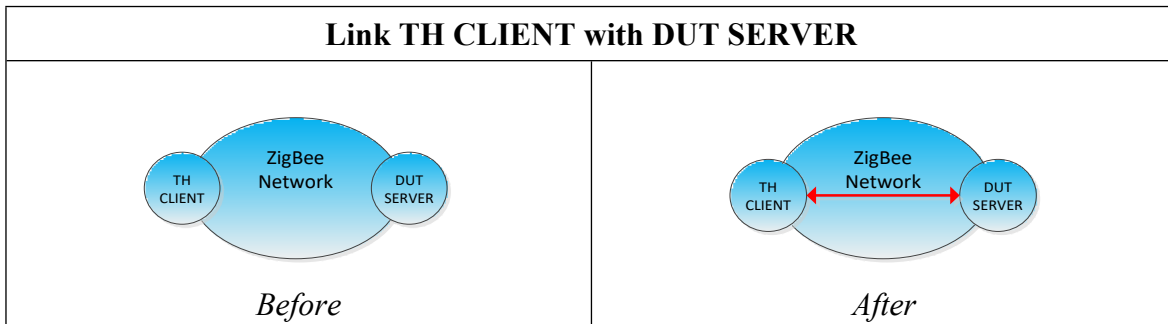 Link TH CLIENT with DUT SERVER
ZigBee
Network
TH
CLIENT
DUT
SERVER
Before
ZigBee
Network
TH
CLIENT
DUT
SERVER
After